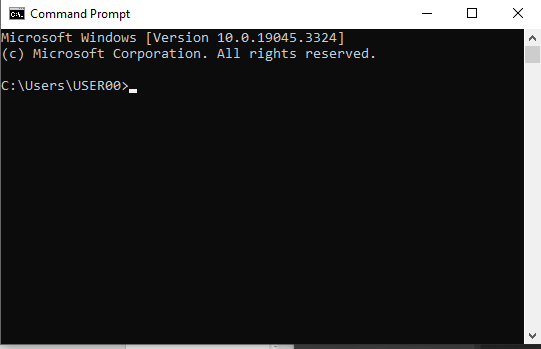 Command Prompt
Microsoft Windows [Version 10.0.19045.3324]
(c) Microsoft Corporation. All rights reserved.
C:\Users\USER00>